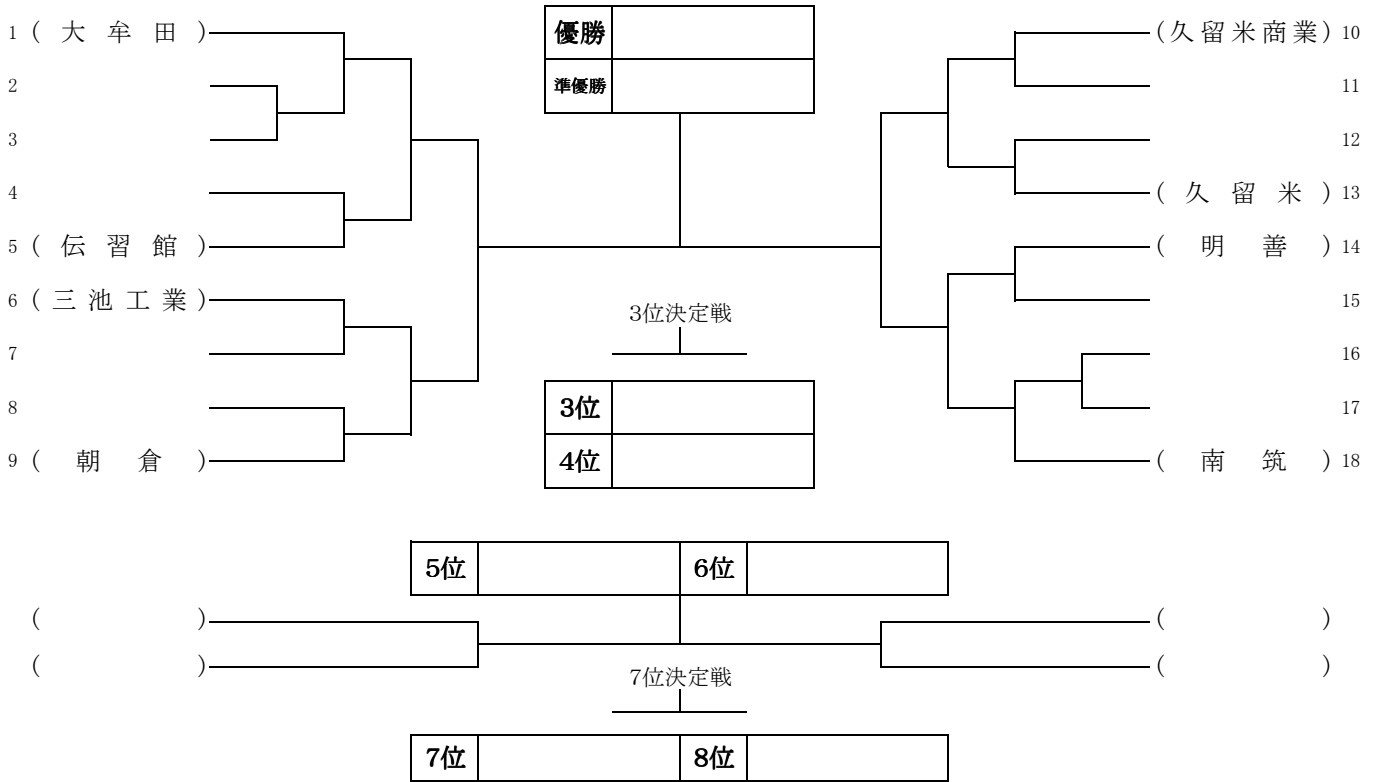 1 ( 大 牟 田 )
2
3
4
5 ( 伝 習 館 )
6 ( 三 池 工 業 )
7
8
9 ( 朝 倉 )
優勝
準優勝
3位決定戦
3位
4位
(久留米商業) 10
11
12
( 久 留 米 ) 13
( 明 善 ) 14
15
16
17
( 南 筑 ) 18
5位 6位
( ) ( )
( ) ( )
7位決定戦
7位 8位